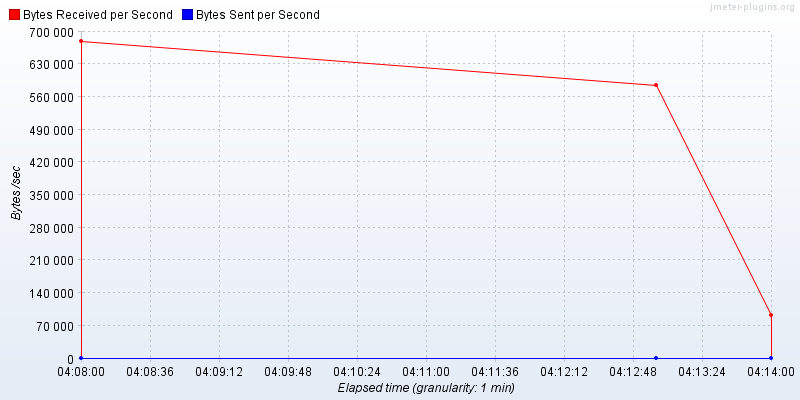 Bytes Received per Second Bytes Sent per Second
jmeter-plugins.org
700 000
630 000
560 000
490 000
420 000
350 000
280 000
210 000
140 000
70 000
0
Bytes /sec
04:08:00 04:08:36 04:09:12 04:09:48 04:10:24 04:11:00 04:11:36 04:12:12 04:12:48 04:13:24 04:14:00
Elapsed time (granularity: 1 min)